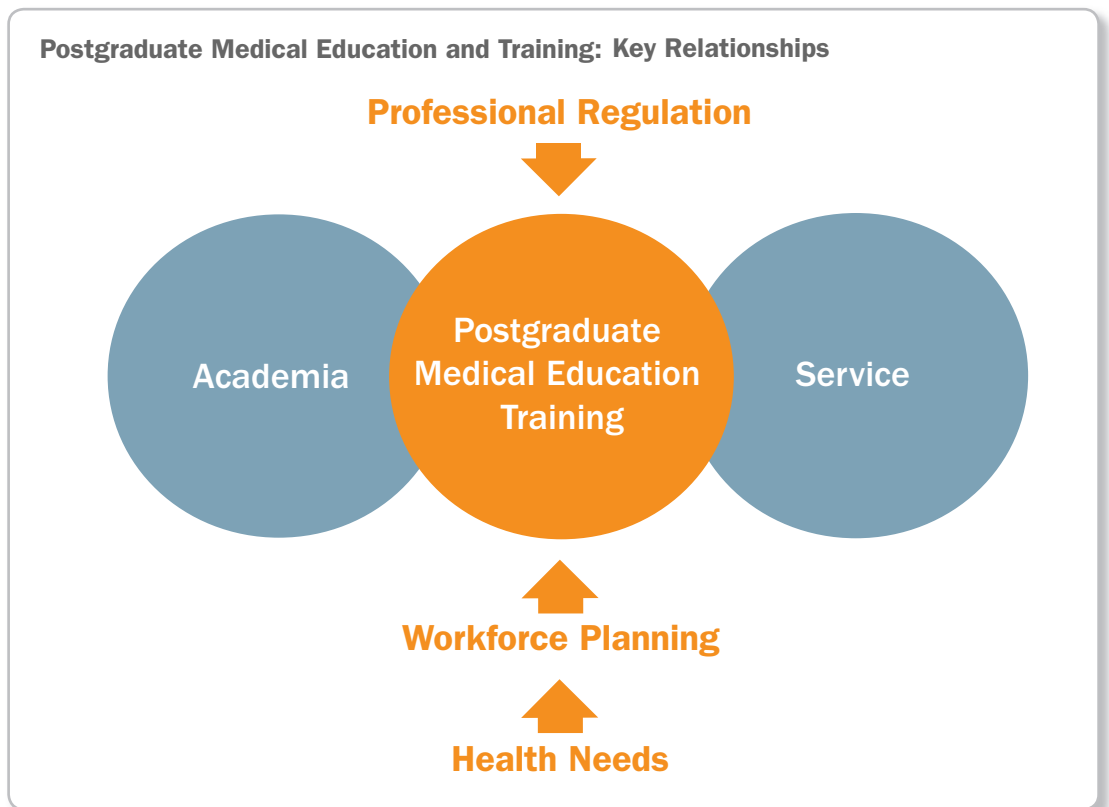 Postgraduate Medical Education and Training: Key Relationships
Professional Regulation
Academia
Postgraduate
Medical Education
Training
Service
Workforce Planning
Health Needs